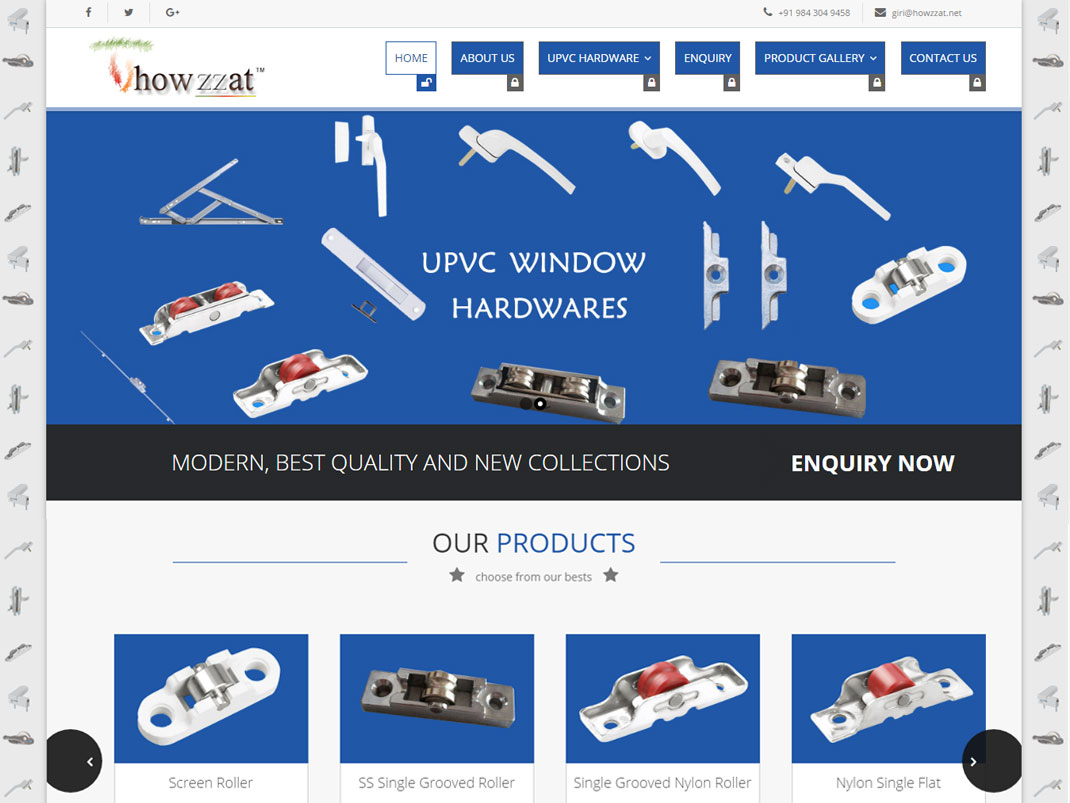 +91 984 304 9458
giri@howzzat.net
howzzat™
HOME
ABOUT US
UPVC HARDWARE
ENQUIRY
PRODUCT GALLERY
CONTACT US
UPVC WINDOW
HARDWARES
MODERN, BEST QUALITY AND NEW COLLECTIONS
ENQUIRY NOW
OUR PRODUCTS
choose from our bests
Screen Roller
SS Single Grooved Roller
Single Grooved Nylon Roller
Nylon Single Flat